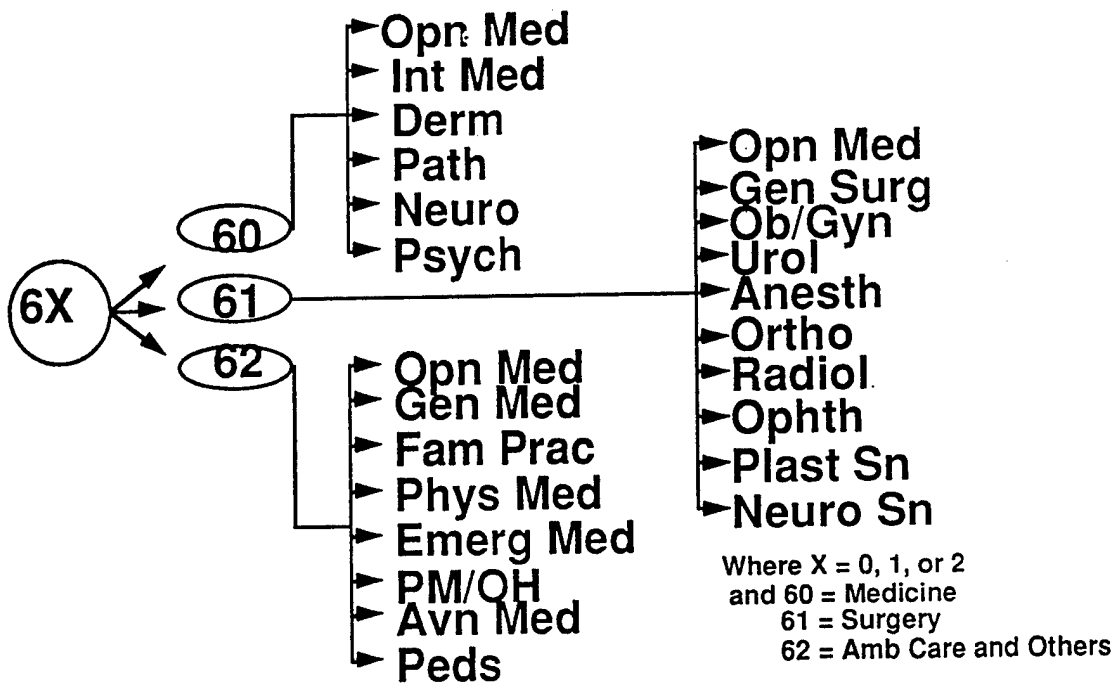 6X
60
61
62
Opn Med
Int Med
Derm
Path
Neuro
Psych
Opn Med
Gen Surg
Ob/Gyn
Urol
Anesth
Ortho
Radiol
Ophth
Plast Sn
Neuro Sn
Opn Med
Gen Med
Fam Prac
Phys Med
Emerg Med
PM/OH
Avn Med
Peds
Where X = 0, 1, or 2
and 60 = Medicine
61 = Surgery
62 = Amb Care and Others